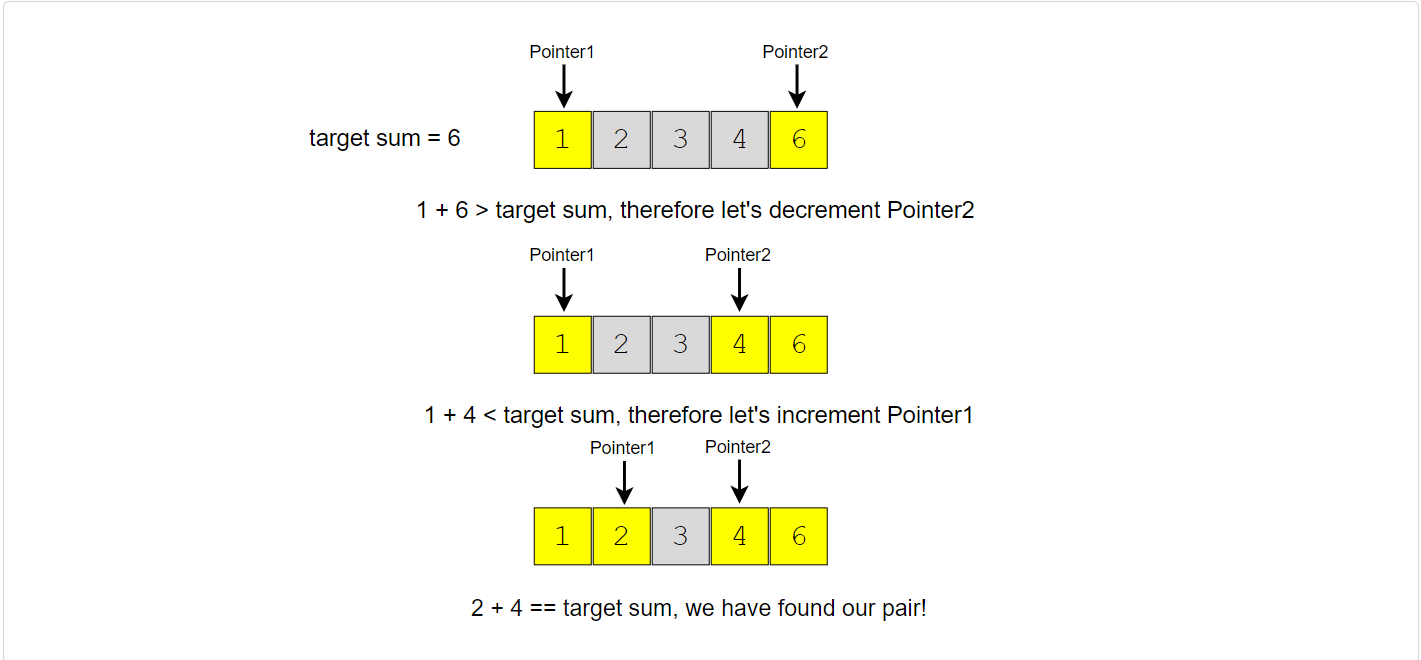 Pointer1 Pointer2
target sum = 6
1 2 3 4 6
1 + 6 > target sum, therefore let's decrement Pointer2
Pointer1 Pointer2
1 2 3 4 6
1 + 4 < target sum, therefore let's increment Pointer1
Pointer1 Pointer2
1 2 3 4 6
2 + 4 == target sum, we have found our pair!